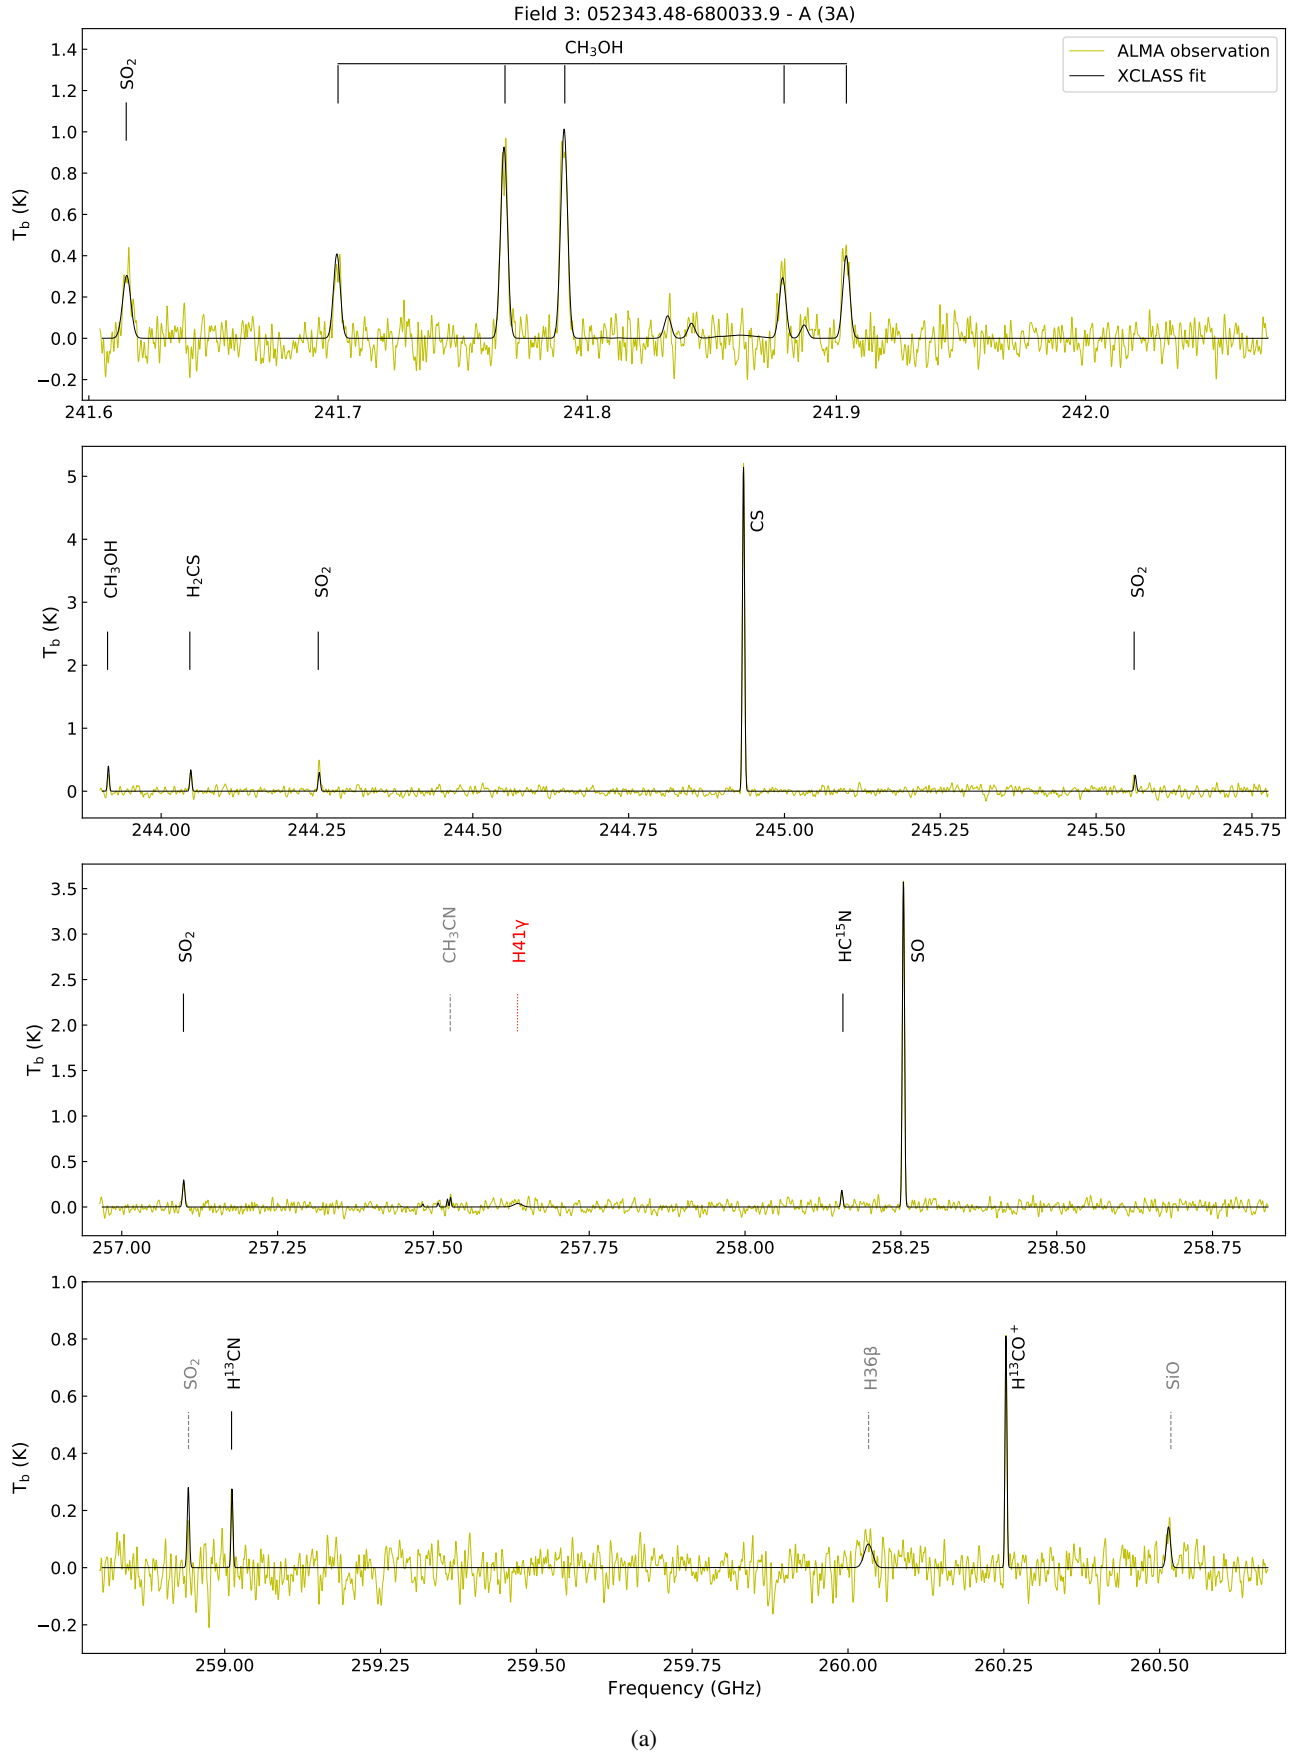 Field 3: 052343.48-680033.9 - A (3A)
CH₃OH
SO₂
ALMA observation
XCLASS fit
1.4
1.2
1.0
0.8
0.6
0.4
0.2
0.0
−0.2
T_b (K)
241.6 241.7 241.8 241.9 242.0
CH₃OH
H₂CS
SO₂
CS
SO₂
5
4
3
2
1
0
T_b (K)
244.00 244.25 244.50 244.75 245.00 245.25 245.50 245.75
SO₂
CH₃CN
H41γ
HC¹⁵N
SO
3.5
3.0
2.5
2.0
1.5
1.0
0.5
0.0
T_b (K)
257.00 257.25 257.50 257.75 258.00 258.25 258.50 258.75
SO₂
H¹³CN
H36β
H¹³CO⁺
SiO
1.0
0.8
0.6
0.4
0.2
0.0
−0.2
T_b (K)
259.00 259.25 259.50 259.75 260.00 260.25 260.50
Frequency (GHz)
(a)